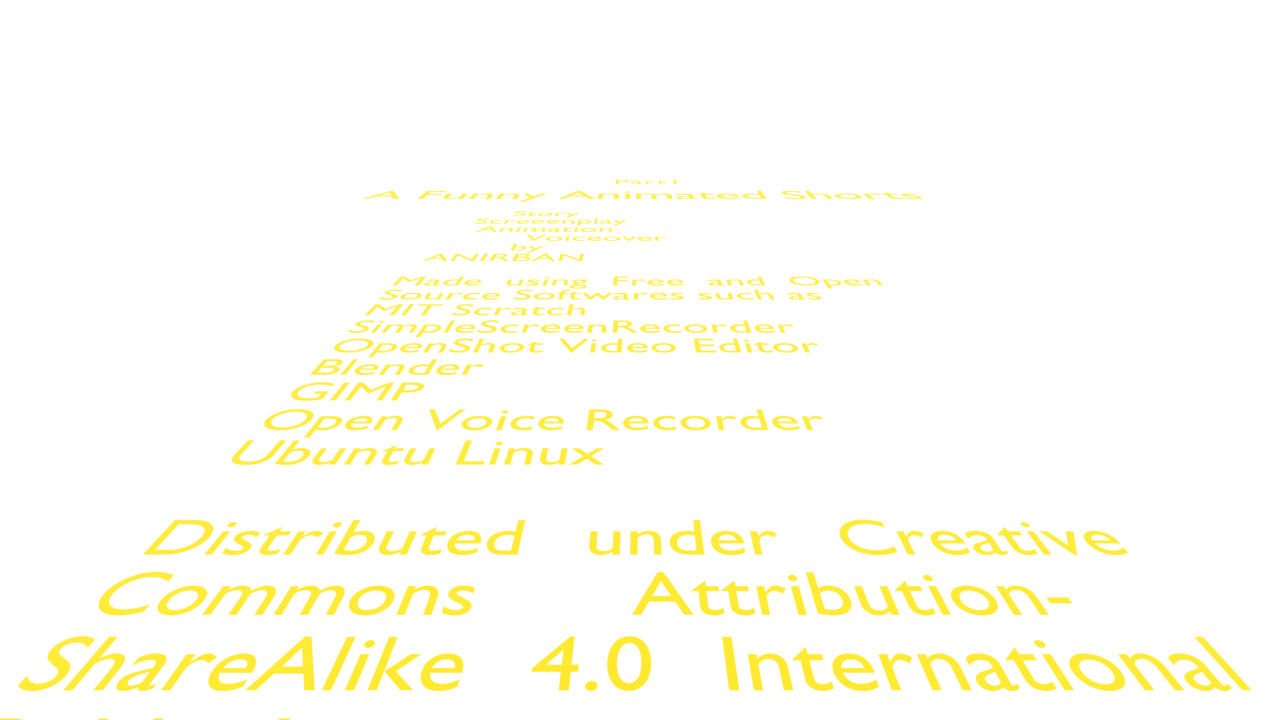 Part I
A Funny Animated Shorts
Story
Screeenplay
Animation
Voiceover
by
ANIRBAN
Made using Free and Open
Source Softwares such as
MIT Scratch
SimpleScreenRecorder
OpenShot Video Editor
Blender
GIMP
Open Voice Recorder
Ubuntu Linux
Distributed under Creative
Commons Attribution-
ShareAlike 4.0 International